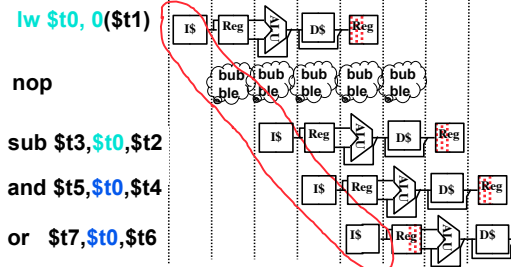 lw $t0, 0($t1) I$ Reg ALU D$ Reg
nop bub ble bub ble bub ble bub ble bub ble
sub $t3,$t0,$t2 I$ Reg ALU D$ Reg
and $t5,$t0,$t4 I$ Reg ALU D$ Reg
or $t7,$t0,$t6 I$ Reg ALU D$